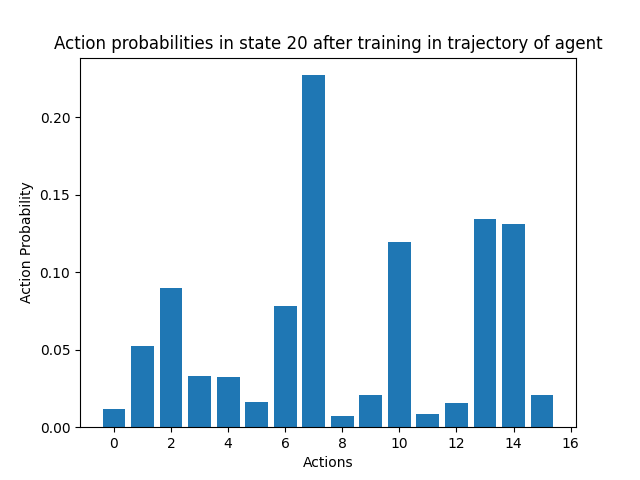 Action probabilities in state 20 after training in trajectory of agent
Action Probability
0.20
0.15
0.10
0.05
0.00
0 2 4 6 8 10 12 14 16
Actions